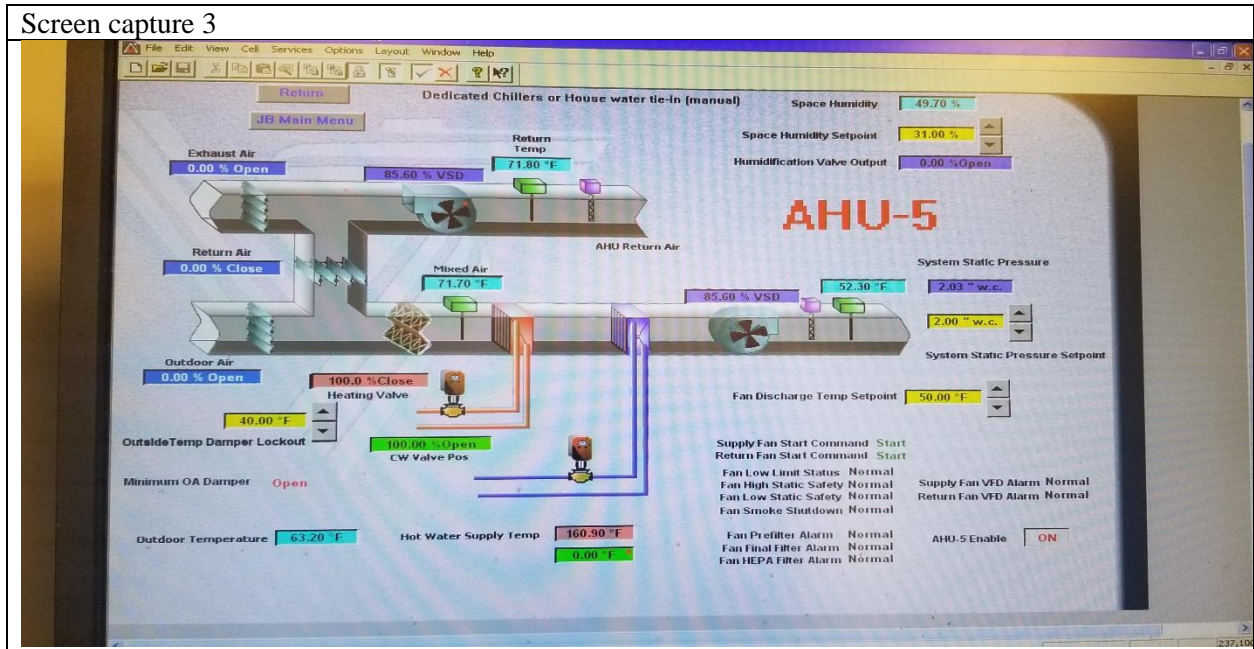 Screen capture 3
File Edit View Cell Services Options Layout Window Help
Return
Dedicated Chillers or House water tie-in (manual)
Space Humidity 49.70 %
JB Main Menu
Space Humidity Setpoint 31.00 %
Return Temp
71.80 °F
Humidification Valve Output 0.00 %Open
Exhaust Air
0.00 % Open
85.60 % VSD
AHU-5
AHU Return Air
Return Air
0.00 % Close
Mixed Air
71.70 °F
System Static Pressure
2.03 " w.c.
85.60 % VSD
52.30 °F
2.00 " w.c.
System Static Pressure Setpoint
Outdoor Air
0.00 % Open
100.0 %Close
Heating Valve
Fan Discharge Temp Setpoint 50.00 °F
40.00 °F
OutsideTemp Damper Lockout
100.00 %Open
CW Valve Pos
Supply Fan Start Command Start
Return Fan Start Command Start
Minimum OA Damper Open
Fan Low Limit Status Normal
Fan High Static Safety Normal
Fan Low Static Safety Normal
Fan Smoke Shutdown Normal
Supply Fan VFD Alarm Normal
Return Fan VFD Alarm Normal
Outdoor Temperature 63.20 °F
Hot Water Supply Temp 160.90 °F
0.00 °F
Fan Prefilter Alarm Normal
Fan Final Filter Alarm Normal
Fan HEPA Filter Alarm Normal
AHU-5 Enable ON